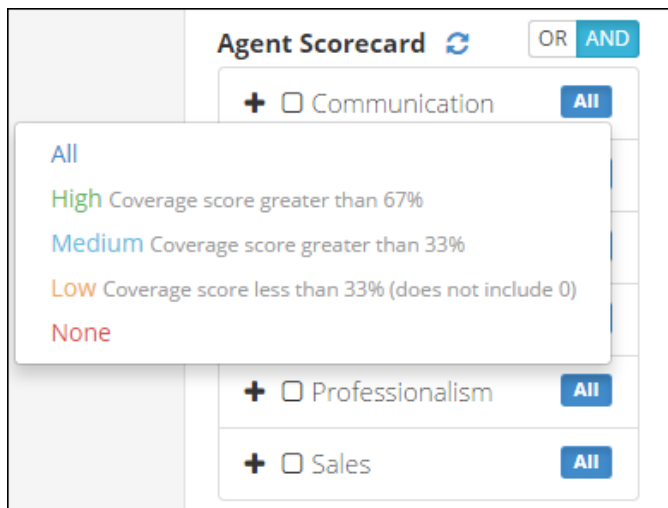 Agent Scorecard OR AND
Communication All
All
High Coverage score greater than 67%
Medium Coverage score greater than 33%
Low Coverage score less than 33% (does not include 0)
None
Professionalism All
Sales All